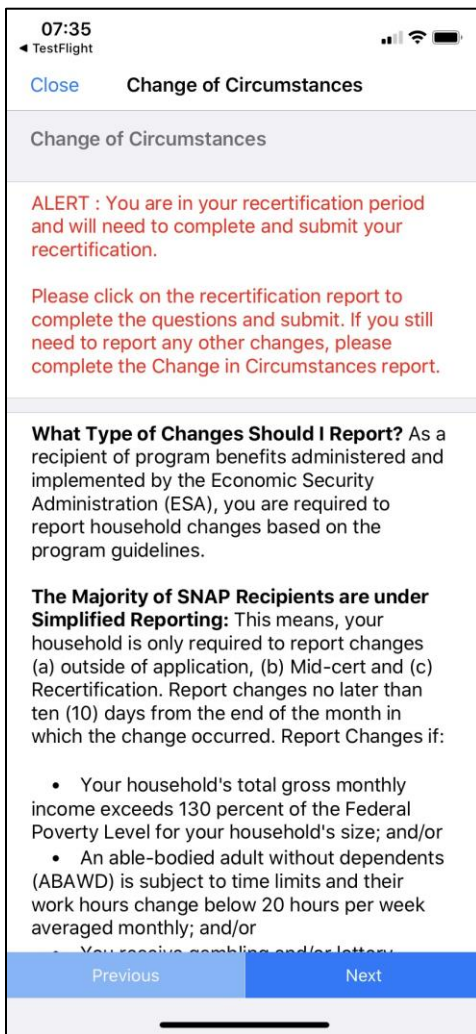 07:35
◀ TestFlight
Close Change of Circumstances
Change of Circumstances
ALERT : You are in your recertification period
and will need to complete and submit your
recertification.
Please click on the recertification report to
complete the questions and submit. If you still
need to report any other changes, please
complete the Change in Circumstances report.
What Type of Changes Should I Report? As a
recipient of program benefits administered and
implemented by the Economic Security
Administration (ESA), you are required to
report household changes based on the
program guidelines.
The Majority of SNAP Recipients are under
Simplified Reporting: This means, your
household is only required to report changes
(a) outside of application, (b) Mid-cert and (c)
Recertification. Report changes no later than
ten (10) days from the end of the month in
which the change occurred. Report Changes if:
• Your household's total gross monthly
income exceeds 130 percent of the Federal
Poverty Level for your household's size; and/or
• An able-bodied adult without dependents
(ABAWD) is subject to time limits and their
work hours change below 20 hours per week
averaged monthly; and/or
• You receive gambling and/or lottery
Previous Next